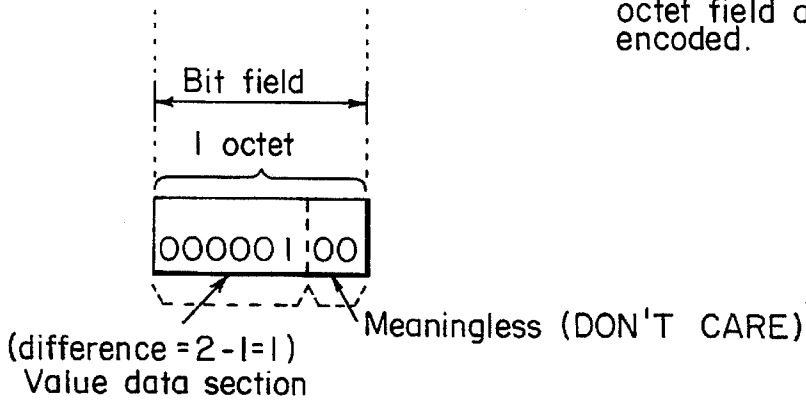 octet field
encoded.
Bit field
1 octet
000001 00
Meaningless (DON'T CARE)
(difference = 2-1=1)
Value data section